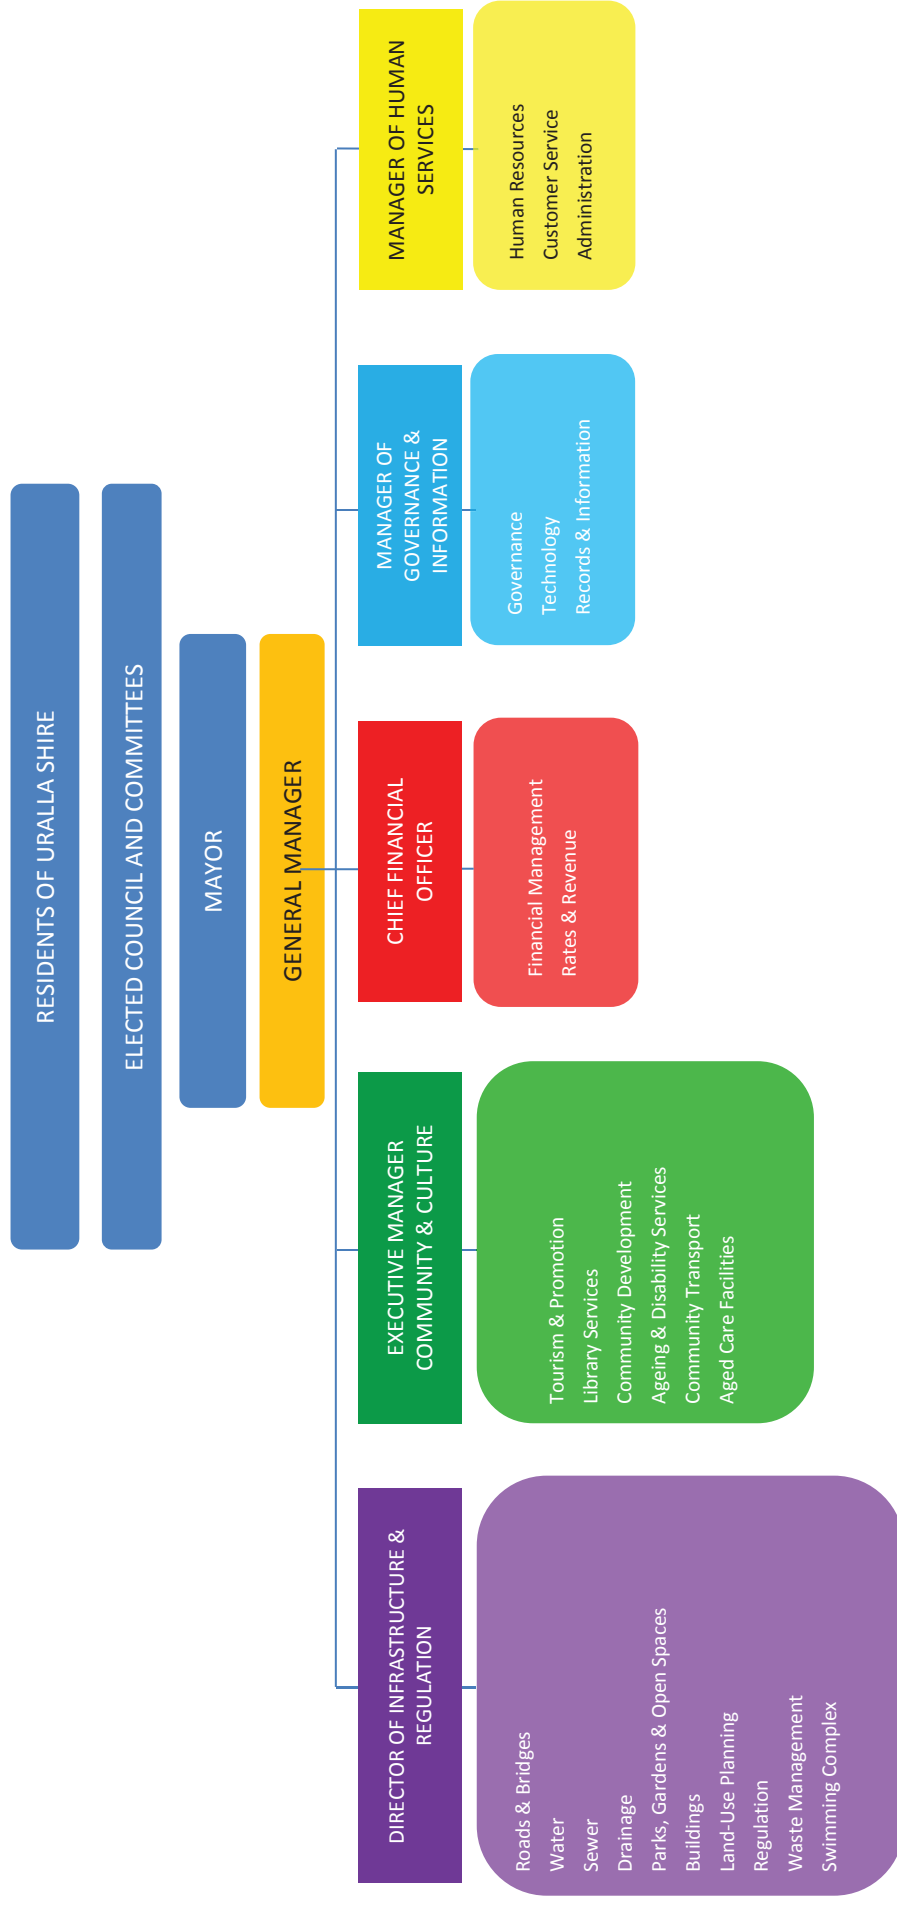 RESIDENTS OF URALLA SHIRE
ELECTED COUNCIL AND COMMITTEES
MAYOR
GENERAL MANAGER
DIRECTOR OF INFRASTRUCTURE &
REGULATION
Roads & Bridges
Water
Sewer
Drainage
Parks, Gardens & Open Spaces
Buildings
Land-Use Planning
Regulation
Waste Management
Swimming Complex
EXECUTIVE MANAGER
COMMUNITY & CULTURE
Tourism & Promotion
Library Services
Community Development
Ageing & Disability Services
Community Transport
Aged Care Facilities
CHIEF FINANCIAL
OFFICER
Financial Management
Rates & Revenue
MANAGER OF
GOVERNANCE &
INFORMATION
Governance
Technology
Records & Information
MANAGER OF HUMAN
SERVICES
Human Resources
Customer Service
Administration